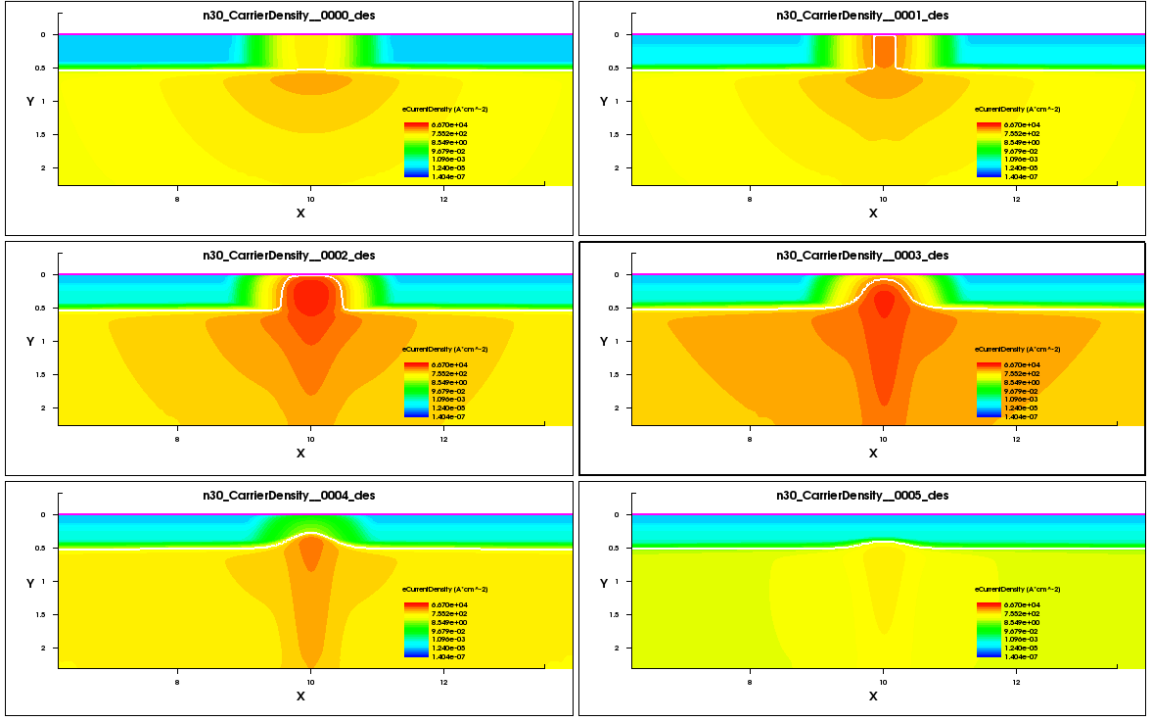 n30_CarrierDensity__0000_des
0
0.5
Y
1
1.5
2
eCurrentDensity (A*cm^-2)
6.670e+04
7.552e+02
8.549e+00
9.679e-02
1.096e-03
1.240e-05
1.404e-07
8
10
12
X
n30_CarrierDensity__0001_des
0
0.5
Y
1
1.5
2
eCurrentDensity (A*cm^-2)
6.670e+04
7.552e+02
8.549e+00
9.679e-02
1.096e-03
1.240e-05
1.404e-07
8
10
12
X
n30_CarrierDensity__0002_des
0
0.5
Y
1
1.5
2
eCurrentDensity (A*cm^-2)
6.670e+04
7.552e+02
8.549e+00
9.679e-02
1.096e-03
1.240e-05
1.404e-07
8
10
12
X
n30_CarrierDensity__0003_des
0
0.5
Y
1
1.5
2
eCurrentDensity (A*cm^-2)
6.670e+04
7.552e+02
8.549e+00
9.679e-02
1.096e-03
1.240e-05
1.404e-07
8
10
12
X
n30_CarrierDensity__0004_des
0
0.5
Y
1
1.5
2
eCurrentDensity (A*cm^-2)
6.670e+04
7.552e+02
8.549e+00
9.679e-02
1.096e-03
1.240e-05
1.404e-07
8
10
12
X
n30_CarrierDensity__0005_des
0
0.5
Y
1
1.5
2
eCurrentDensity (A*cm^-2)
6.670e+04
7.552e+02
8.549e+00
9.679e-02
1.096e-03
1.240e-05
1.404e-07
8
10
12
X